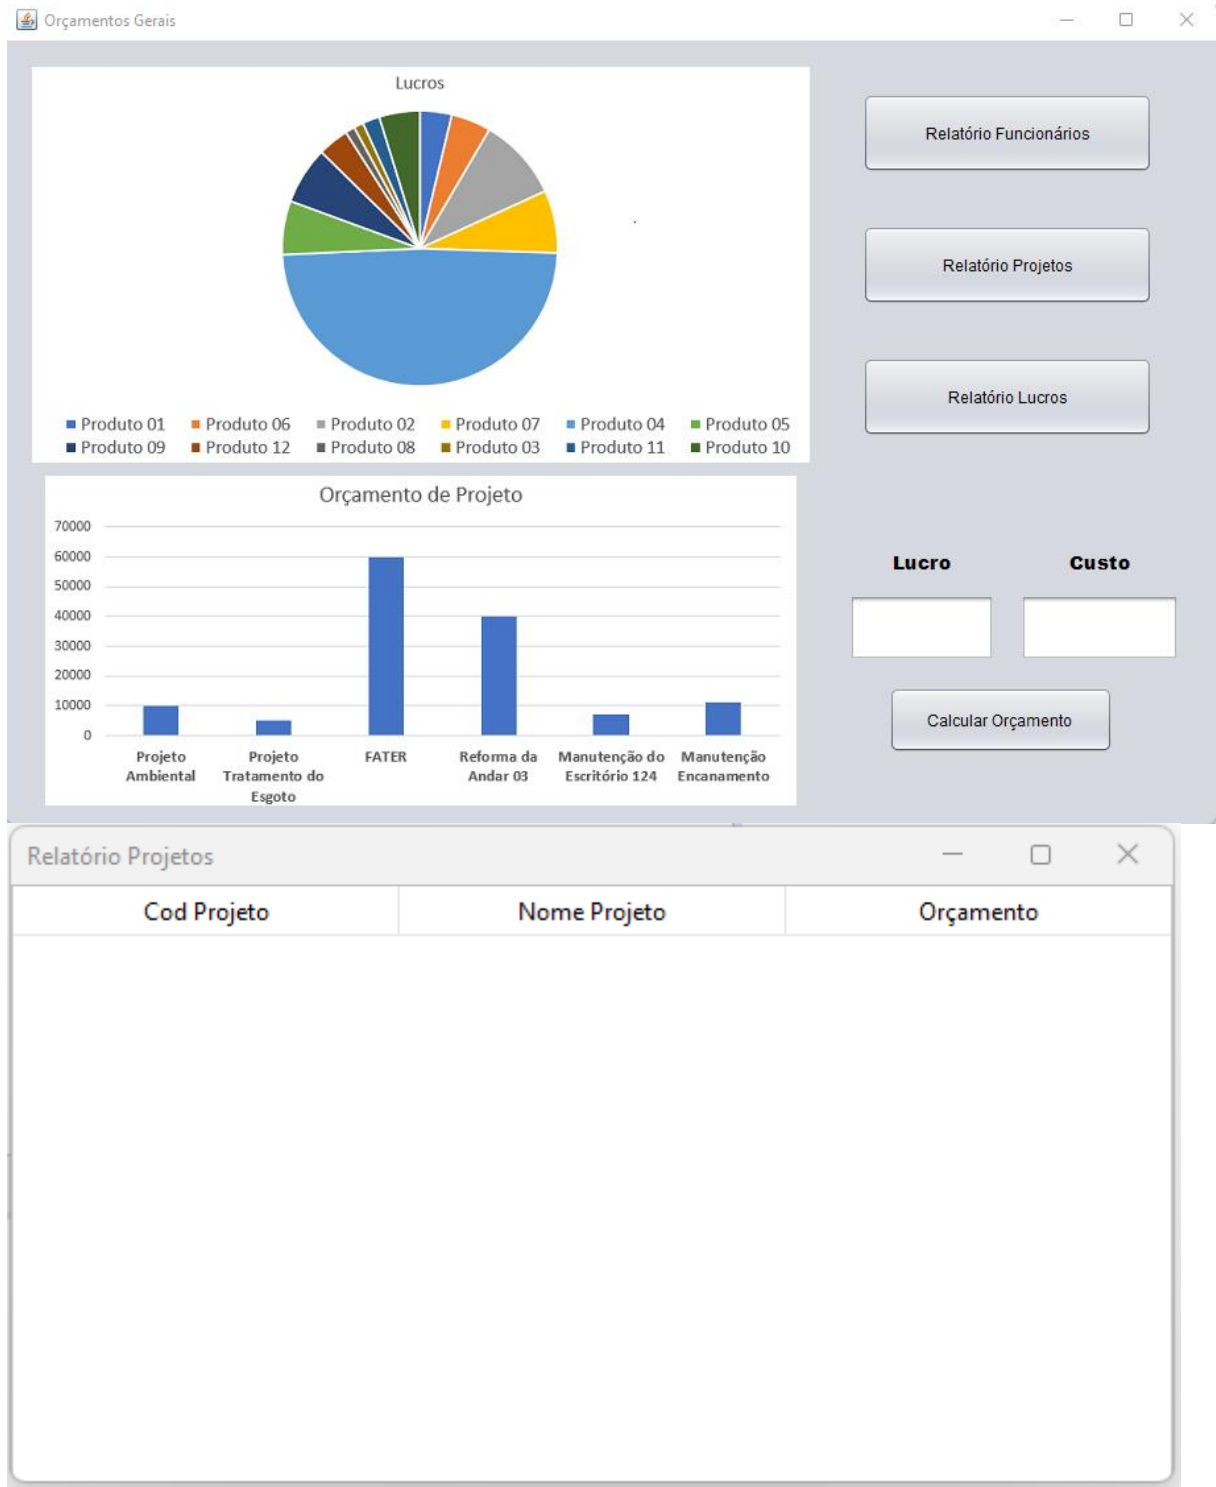 Orçamentos Gerais
Lucros
Produto 01 Produto 06 Produto 02 Produto 07 Produto 04 Produto 05
Produto 09 Produto 12 Produto 08 Produto 03 Produto 11 Produto 10
Relatório Funcionários
Relatório Projetos
Relatório Lucros
Orçamento de Projeto
70000
60000
50000
40000
30000
20000
10000
0
Projeto Ambiental
Projeto Tratamento do Esgoto
FATER
Reforma da Andar 03
Manutenção do Escritório 124
Manutenção Encanamento
Lucro Custo
Calcular Orçamento
Relatório Projetos
Cod Projeto Nome Projeto Orçamento